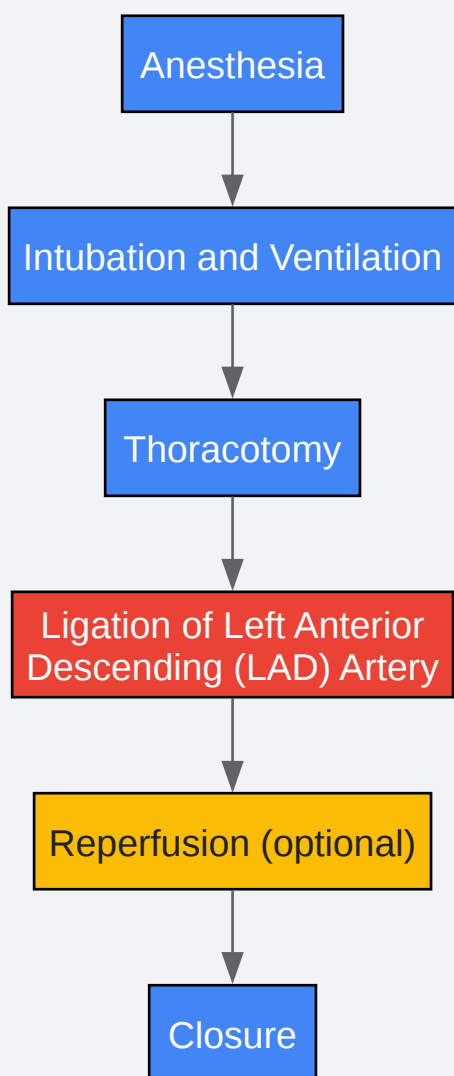 Anesthesia
Intubation and Ventilation
Thoracotomy
Ligation of Left Anterior
Descending (LAD) Artery
Reperfusion (optional)
Closure